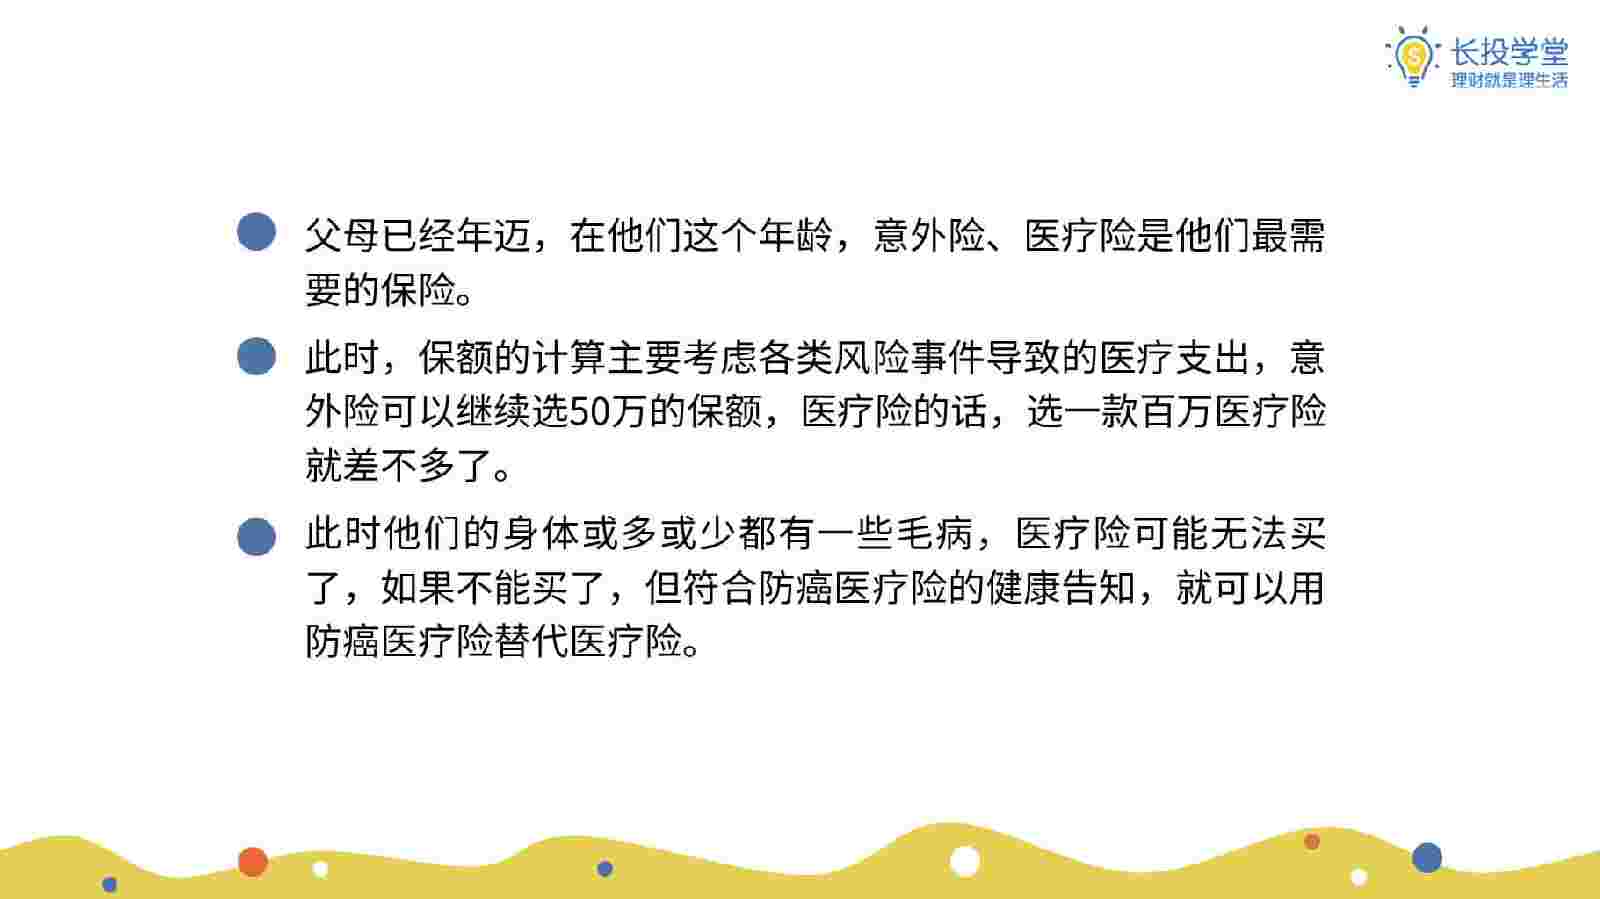 长投学堂
理财就是理生活
父母已经年迈，在他们这个年龄，意外险、医疗险是他们最需
要的保险。
此时，保额的计算主要考虑各类风险事件导致的医疗支出，意
外险可以继续选50万的保额，医疗险的话，选一款百万医疗险
就差不多了。
此时他们的身体或多或少都有一些毛病，医疗险可能无法买
了，如果不能买了，但符合防癌医疗险的健康告知，就可以用
防癌医疗险替代医疗险。